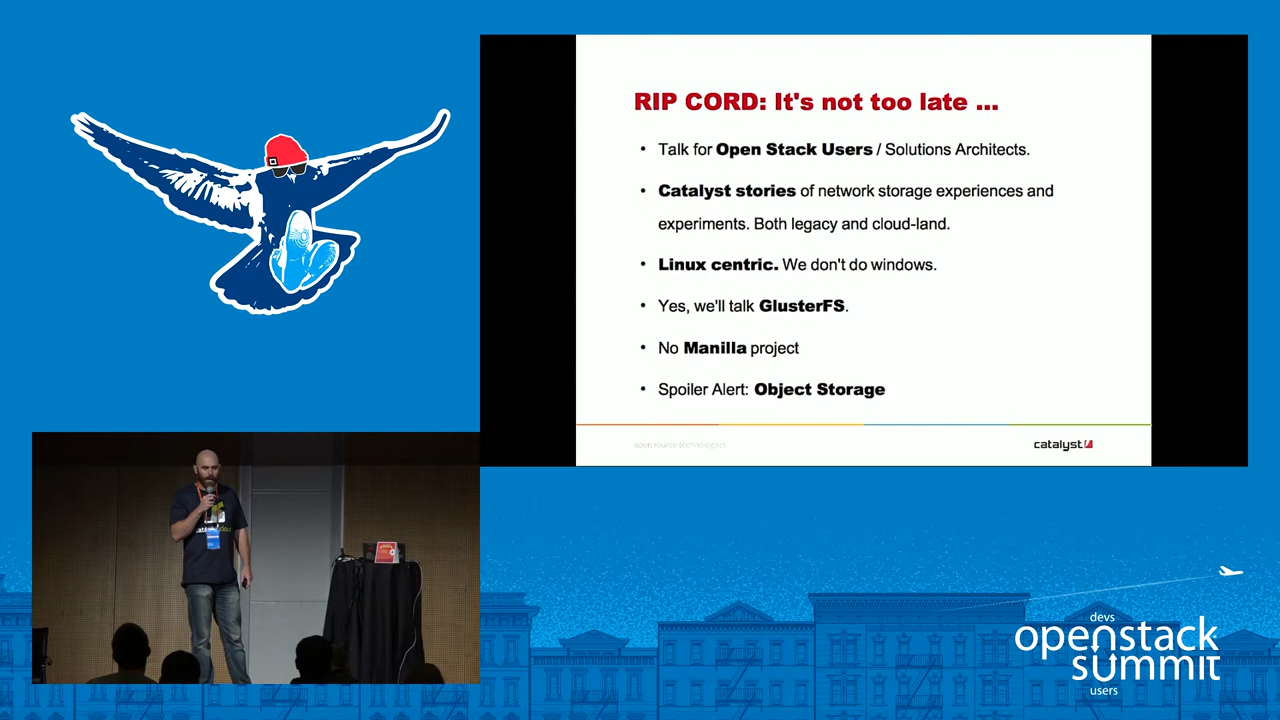 RIP CORD: It's not too late ...
• Talk for Open Stack Users / Solutions Architects.
• Catalyst stories of network storage experiences and
experiments. Both legacy and cloud-land.
• Linux centric. We don't do windows.
• Yes, we'll talk GlusterFS.
• No Manilla project
• Spoiler Alert: Object Storage
open source technologists
catalyst
devs
openstack
summit
users